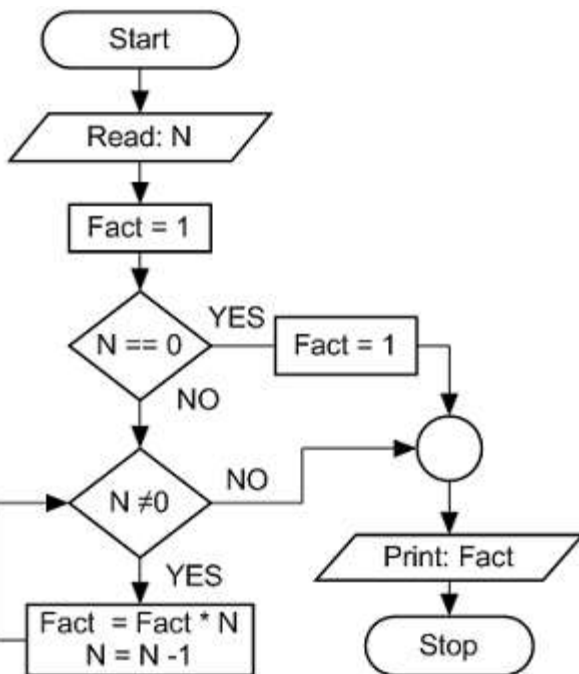 Start
Read: N
Fact = 1
N == 0
YES
Fact = 1
NO
N ≠0
NO
YES
Fact = Fact * N
N = N -1
Print: Fact
Stop